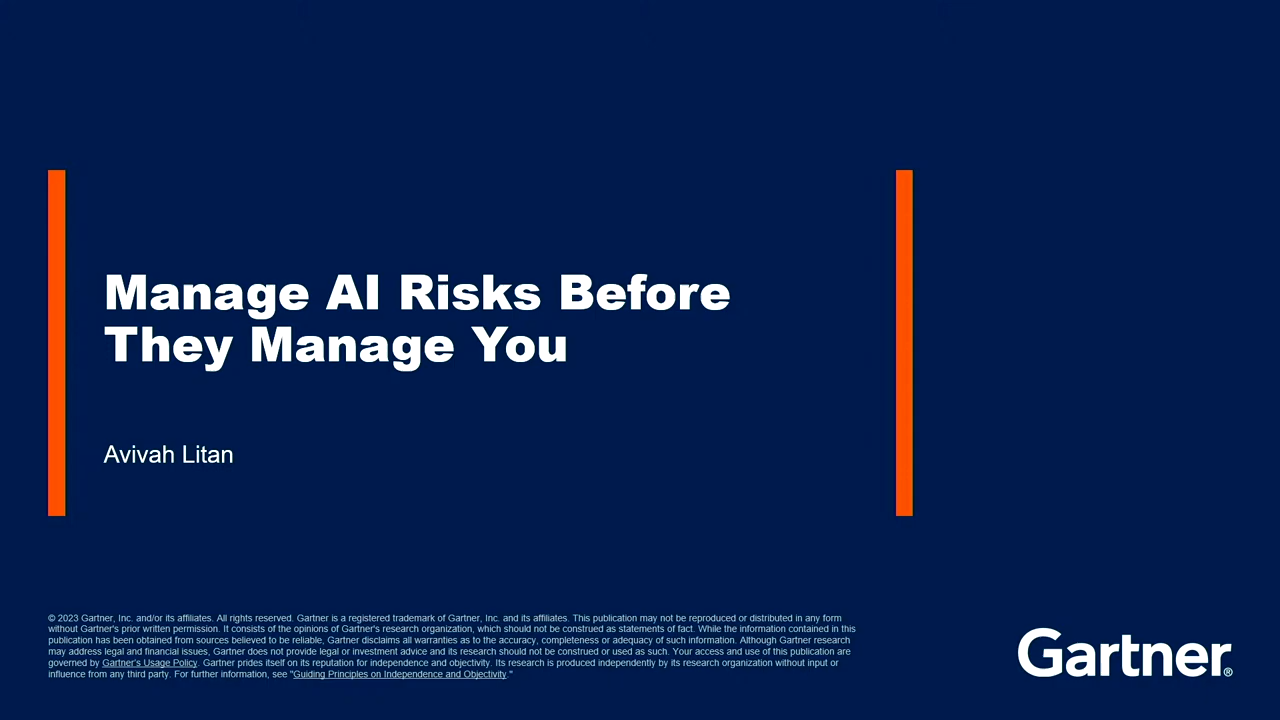 Manage AI Risks Before
They Manage You
Avivah Litan
© 2023 Gartner, Inc. and/or its affiliates. All rights reserved. Gartner is a registered trademark of Gartner, Inc. and its affiliates. This publication may not be reproduced or distributed in any form
without Gartner's prior written permission. It consists of the opinions of Gartner's research organization, which should not be construed as statements of fact. While the information contained in this
publication has been obtained from sources believed to be reliable, Gartner disclaims all warranties as to the accuracy, completeness or adequacy of such information. Although Gartner research
may address legal and financial issues, Gartner does not provide legal or investment advice and its research should not be construed or used as such. Your access and use of this publication are
governed by Gartner's Usage Policy. Gartner prides itself on its reputation for independence and objectivity. Its research is produced independently by its research organization without input or
influence from any third party. For further information, see "Guiding Principles on Independence and Objectivity."
Gartner®